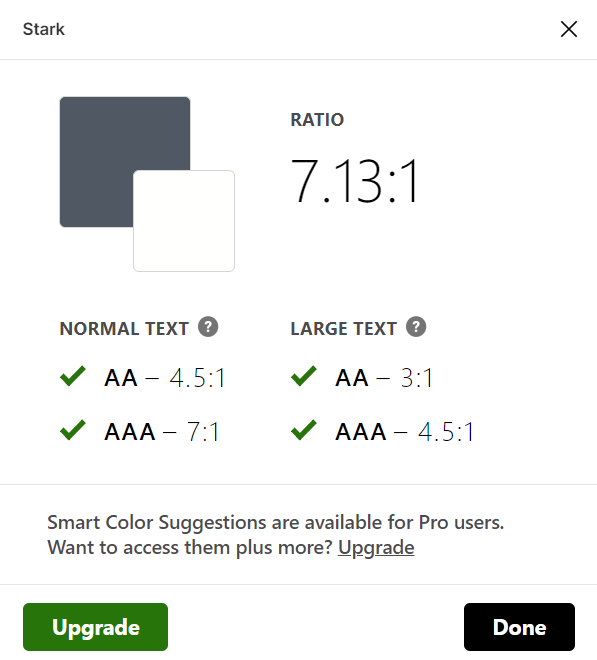 Stark
RATIO
7.13:1
NORMAL TEXT ?
AA – 4.5:1
AAA – 7:1
LARGE TEXT ?
AA – 3:1
AAA – 4.5:1
Smart Color Suggestions are available for Pro users.
Want to access them plus more? Upgrade
Upgrade
Done